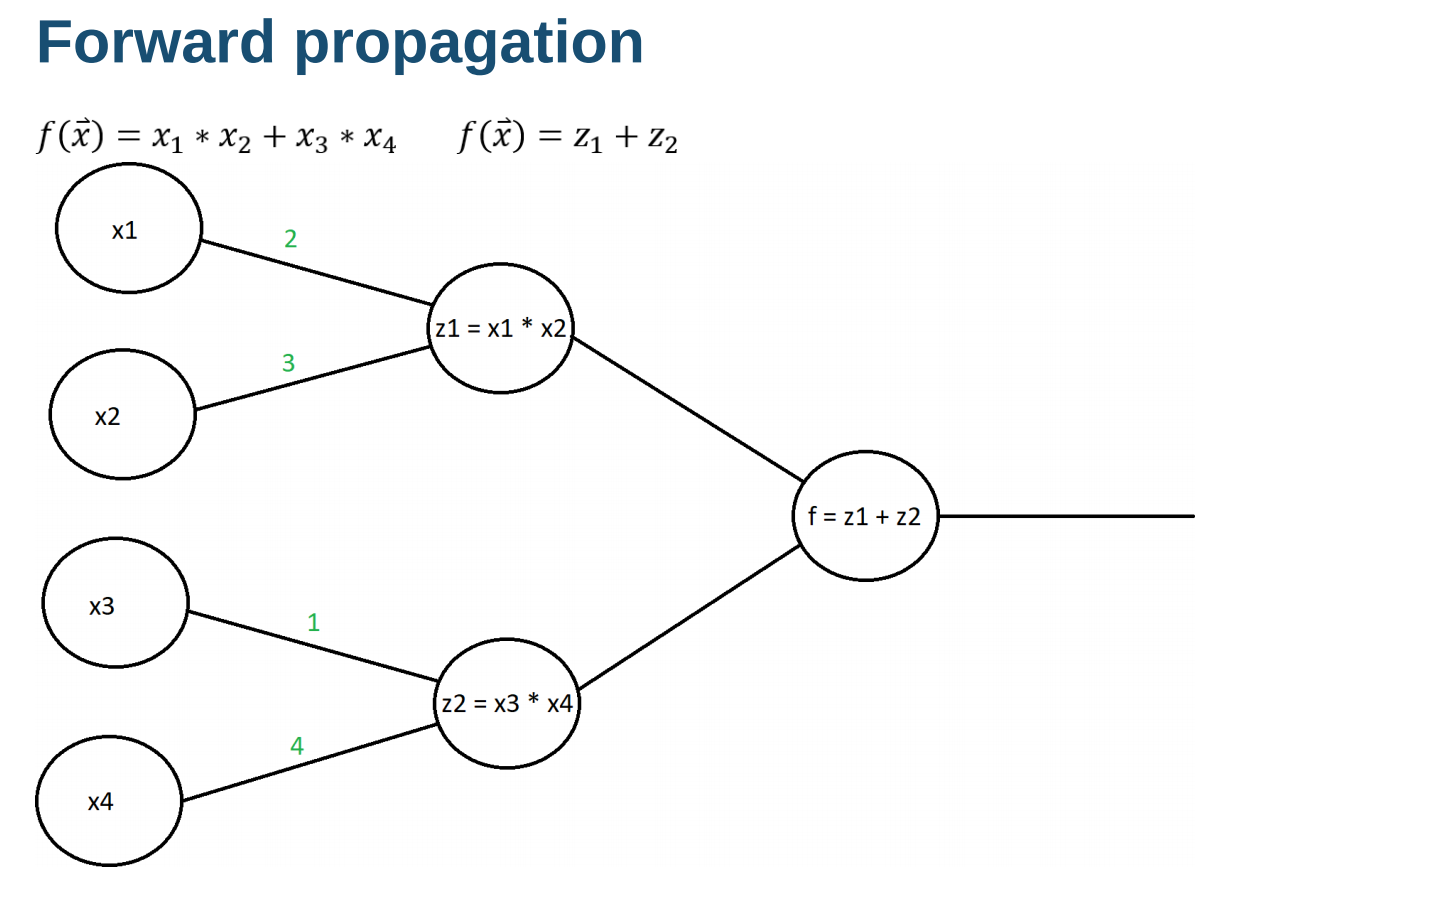 Forward propagation
f(x⃗) = x₁ * x₂ + x₃ * x₄
f(x⃗) = z₁ + z₂
x1
2
z1 = x1 * x2
3
x2
f = z1 + z2
x3
1
z2 = x3 * x4
4
x4